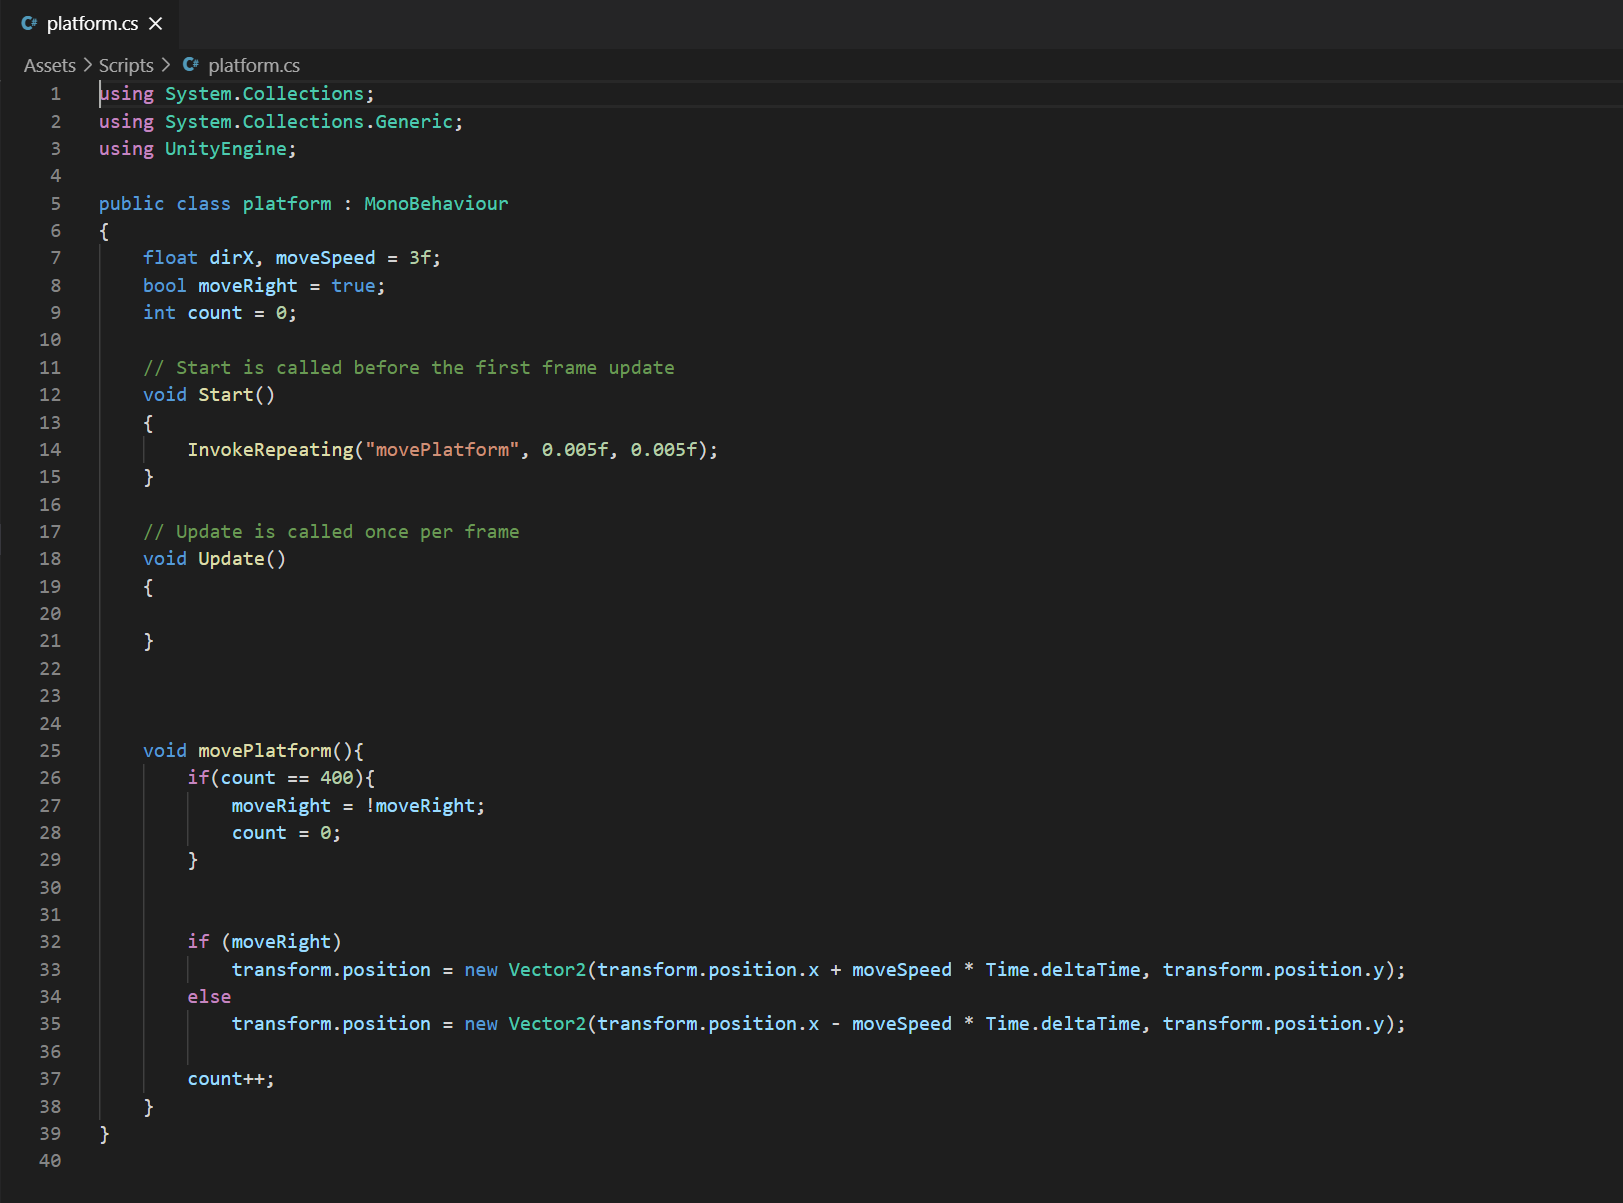 C# platform.cs ×
Assets > Scripts > C# platform.cs
1 using System.Collections;
2 using System.Collections.Generic;
3 using UnityEngine;
4
5 public class platform : MonoBehaviour
6 {
7     float dirX, moveSpeed = 3f;
8     bool moveRight = true;
9     int count = 0;
10
11     // Start is called before the first frame update
12     void Start()
13     {
14         InvokeRepeating("movePlatform", 0.005f, 0.005f);
15     }
16
17     // Update is called once per frame
18     void Update()
19     {
20
21     }
22
23
24
25     void movePlatform(){
26         if(count == 400){
27             moveRight = !moveRight;
28             count = 0;
29         }
30
31
32         if (moveRight)
33             transform.position = new Vector2(transform.position.x + moveSpeed * Time.deltaTime, transform.position.y);
34         else
35             transform.position = new Vector2(transform.position.x - moveSpeed * Time.deltaTime, transform.position.y);
36
37         count++;
38     }
39 }
40